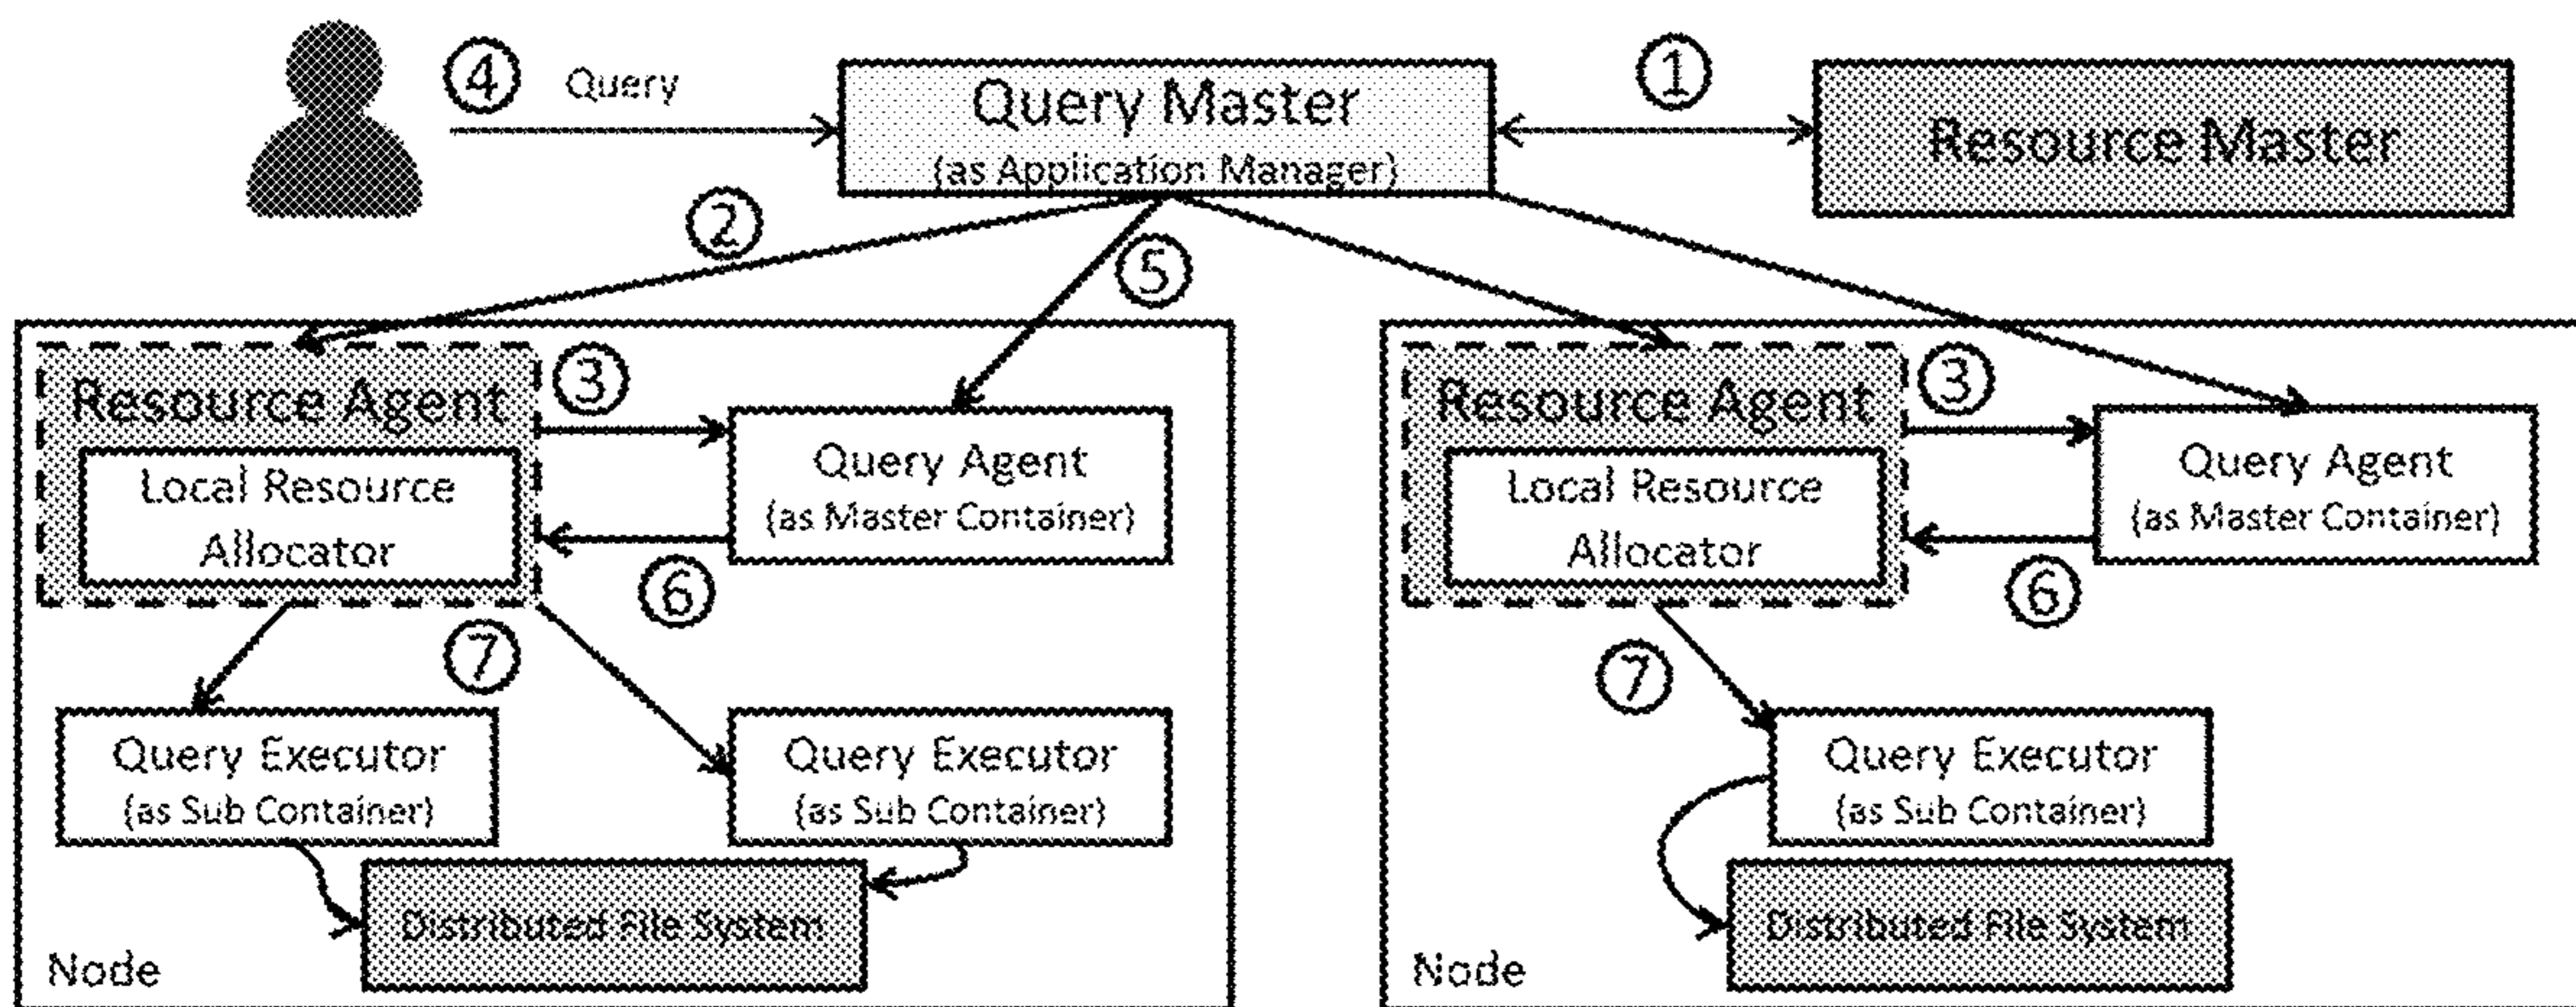 ④ Query
Query Master
(as Application Manager)
①
Resource Master
②
⑤
Resource Agent
Local Resource
Allocator
③
Query Agent
(as Master Container)
⑥
⑦
Query Executor
(as Sub Container)
Query Executor
(as Sub Container)
Distributed File System
Node
Resource Agent
Local Resource
Allocator
③
Query Agent
(as Master Container)
⑥
⑦
Query Executor
(as Sub Container)
Distributed File System
Node